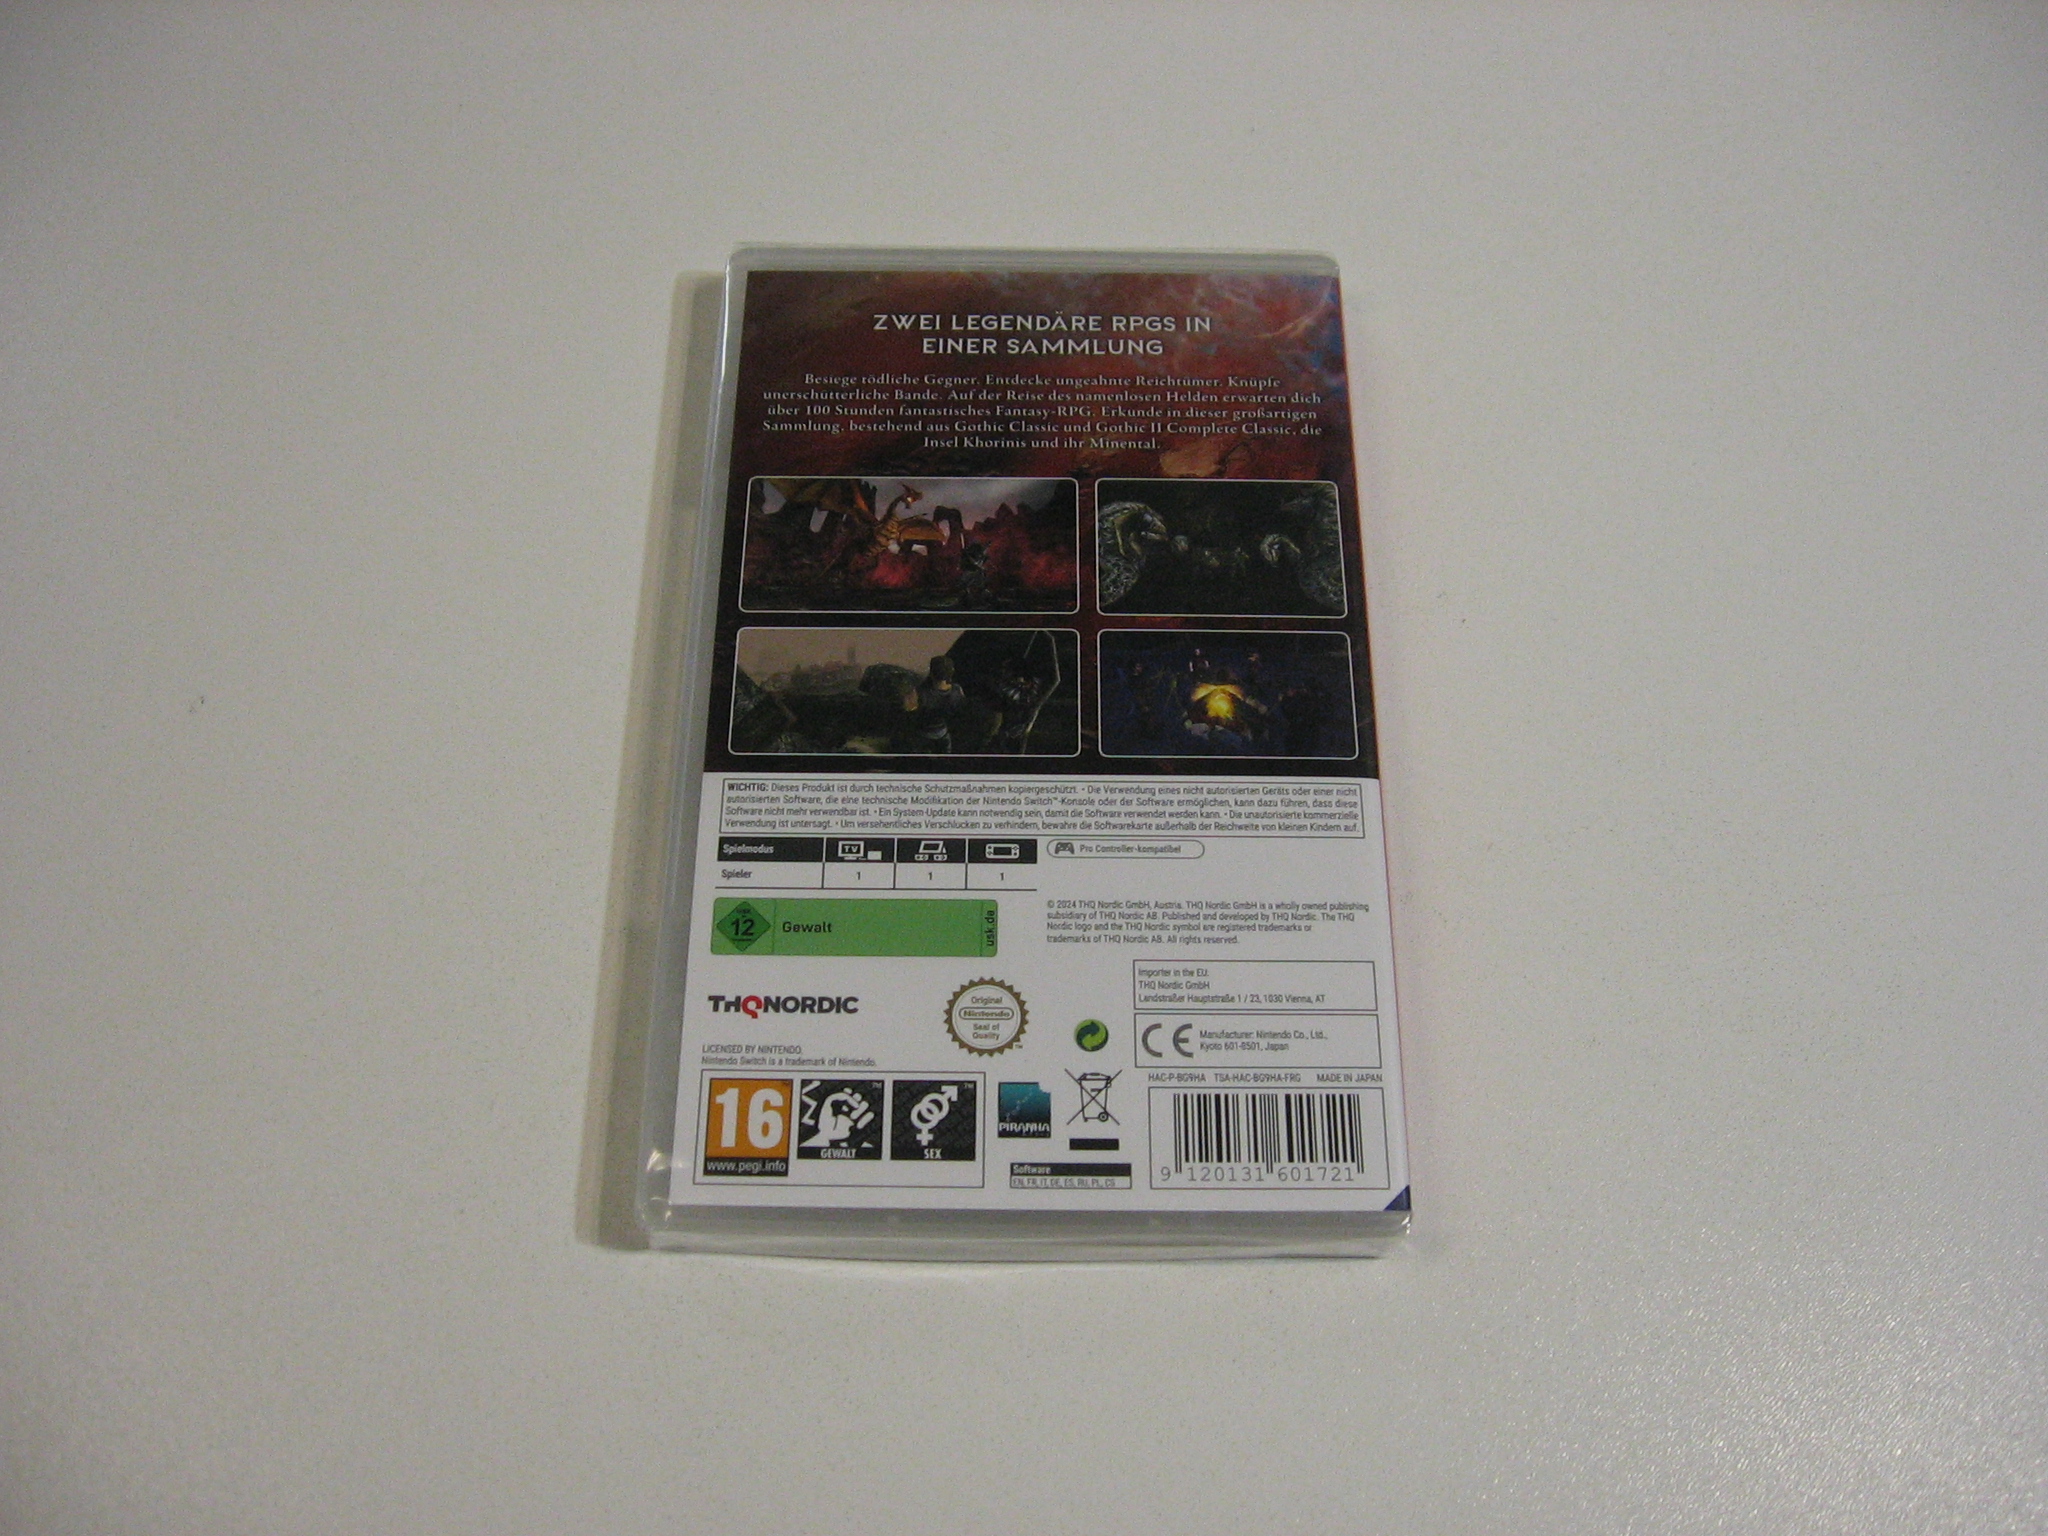 ZWEI LEGENDÄRE RPGS IN
EINER SAMMLUNG
Besiege tödliche Gegner. Entdecke ungeahnte Reichtümer. Knüpfe
unerschütterliche Bande. Auf der Reise des namenlosen Helden erwarten dich
über 100 Stunden fantastisches Fantasy-RPG. Erkunde in dieser großartigen
Sammlung, bestehend aus Gothic Classic und Gothic II Complete Classic, die
Insel Khorinis und ihr Minental.
WICHTIG: Dieses Produkt ist durch technische Schutzmaßnahmen kopiergeschützt. • Die Verwendung eines nicht autorisierten Geräts oder einer nicht
autorisierten Software, die eine technische Modifikation der Nintendo Switch™-Konsole oder der Software ermöglichen, kann dazu führen, dass diese
Software nicht mehr verwendbar ist. • Ein System-Update kann notwendig sein, damit die Software verwendet werden kann. • Die unautorisierte kommerzielle
Verwendung ist untersagt. • Um versehentliches Verschlucken zu verhindern, bewahre die Softwarekarte außerhalb der Reichweite von kleinen Kindern auf.
Spielmodus TV
Pro Controller-kompatibel
Spieler 1 1 1
12 Gewalt usk.de
© 2024 THQ Nordic GmbH, Austria. THQ Nordic GmbH is a wholly owned publishing
subsidiary of THQ Nordic AB. Published and developed by THQ Nordic. The THQ
Nordic logo and the THQ Nordic symbol are registered trademarks or
trademarks of THQ Nordic AB. All rights reserved.
THQ NORDIC
Original
Nintendo
Seal of
Quality
TM
Importer in the EU:
THQ Nordic GmbH
Landstraßer Hauptstraße 1 / 23, 1030 Vienna, AT
CE Manufacturer: Nintendo Co., Ltd.,
Kyoto 601-8501, Japan
LICENSED BY NINTENDO.
Nintendo Switch is a trademark of Nintendo.
HAC-P-BG9HA TSA-HAC-BG9HA-FRG MADE IN JAPAN
16
www.pegi.info
GEWALT
SEX
PIRANHA
Software
EN, FR, IT, DE, ES, RU, PL, CS
9 120131 601721